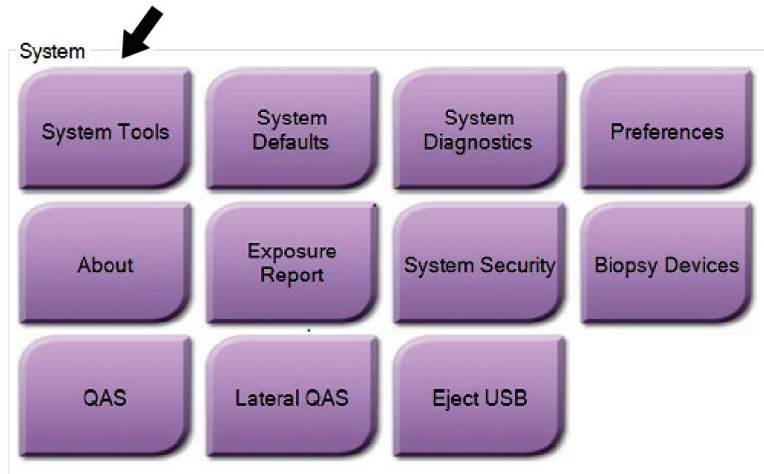 System
System Tools
System
Defaults
System
Diagnostics
Preferences
About
Exposure
Report
System Security
Biopsy Devices
QAS
Lateral QAS
Eject USB